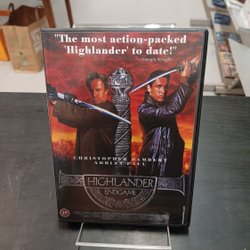 "The most action-packed
'Highlander' to date!"
CHRISTOPHER LAMBERT
ADRIAN PAUL
HIGHLANDER
ENDGAME